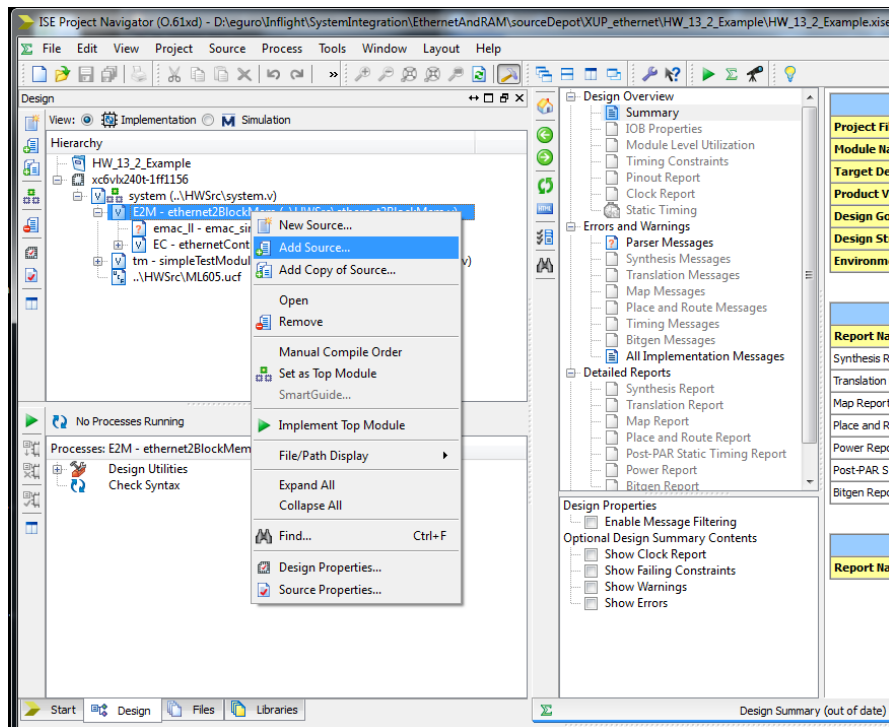 ISE Project Navigator (O.61xd) - D:\eguro\Inflight\SystemIntegration\EthernetAndRAM\sourceDepot\XUP_ethernet\HW_13_2_Example\HW_13_2_Example.xise
File Edit View Project Source Process Tools Window Layout Help
Design
View: Implementation Simulation
Hierarchy
HW_13_2_Example
xc6vlx240t-1ff1156
system (..\HWSrc\system.v)
E2M - ethernet2BlockMem (..\HWSrc\ethernet2BlockMem.v)
emac_ll - emac_si
EC - ethernetCont
tm - simpleTestModul
v)
..\HWSrc\ML605.ucf
New Source...
Add Source...
Add Copy of Source...
Open
Remove
Manual Compile Order
Set as Top Module
SmartGuide...
Implement Top Module
File/Path Display
Expand All
Collapse All
Find... Ctrl+F
Design Properties...
Source Properties...
No Processes Running
Processes: E2M - ethernet2BlockMem
Design Utilities
Check Syntax
Start Design Files Libraries
Design Overview
Summary
IOB Properties
Module Level Utilization
Timing Constraints
Pinout Report
Clock Report
Static Timing
Errors and Warnings
Parser Messages
Synthesis Messages
Translation Messages
Map Messages
Place and Route Messages
Timing Messages
Bitgen Messages
All Implementation Messages
Detailed Reports
Synthesis Report
Translation Report
Map Report
Place and Route Report
Post-PAR Static Timing Report
Power Report
Bitgen Report
Design Properties
Enable Message Filtering
Optional Design Summary Contents
Show Clock Report
Show Failing Constraints
Show Warnings
Show Errors
Project Fi
Module Na
Target De
Product V
Design Go
Design St
Environme
Report Na
Synthesis R
Translation
Map Report
Place and R
Power Repo
Post-PAR S
Bitgen Repo
Report Na
Design Summary (out of date)